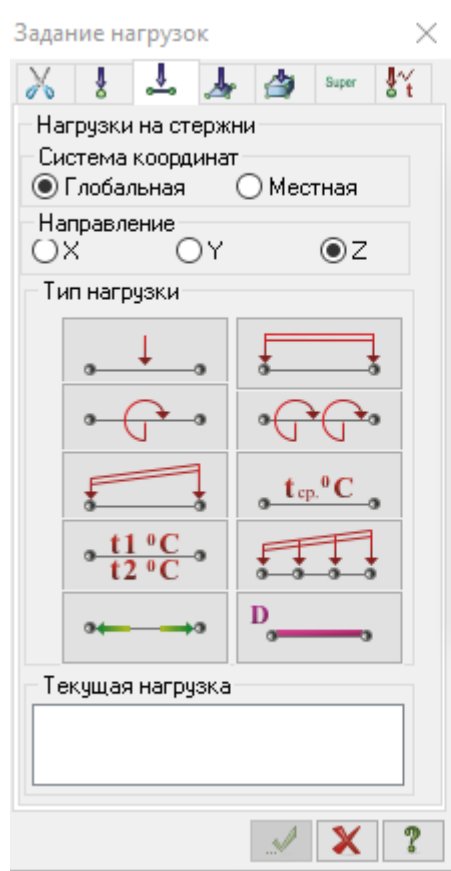 Задание нагрузок
Super
t
Нагрузки на стержни
Система координат
Глобальная Местная
Направление
X Y Z
Тип нагрузки
t ср. ⁰C
t1 ⁰C
t2 ⁰C
D
Текущая нагрузка
...
?